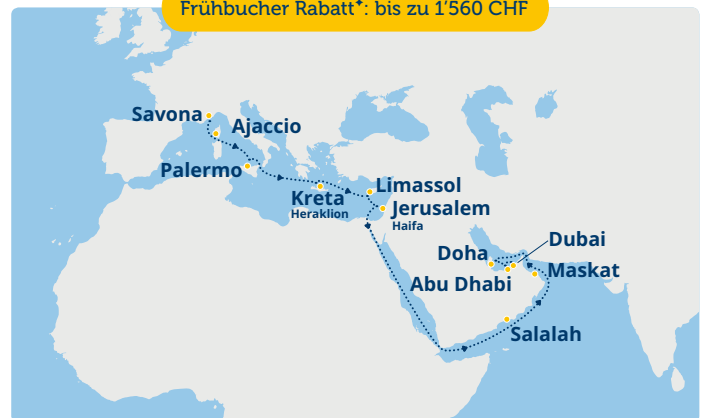 Frühbucher Rabatt✦: bis zu 1'560 CHF
Savona
Ajaccio
Palermo
Kreta
Heraklion
Limassol
Jerusalem
Haifa
Doha
Dubai
Abu Dhabi
Maskat
Salalah